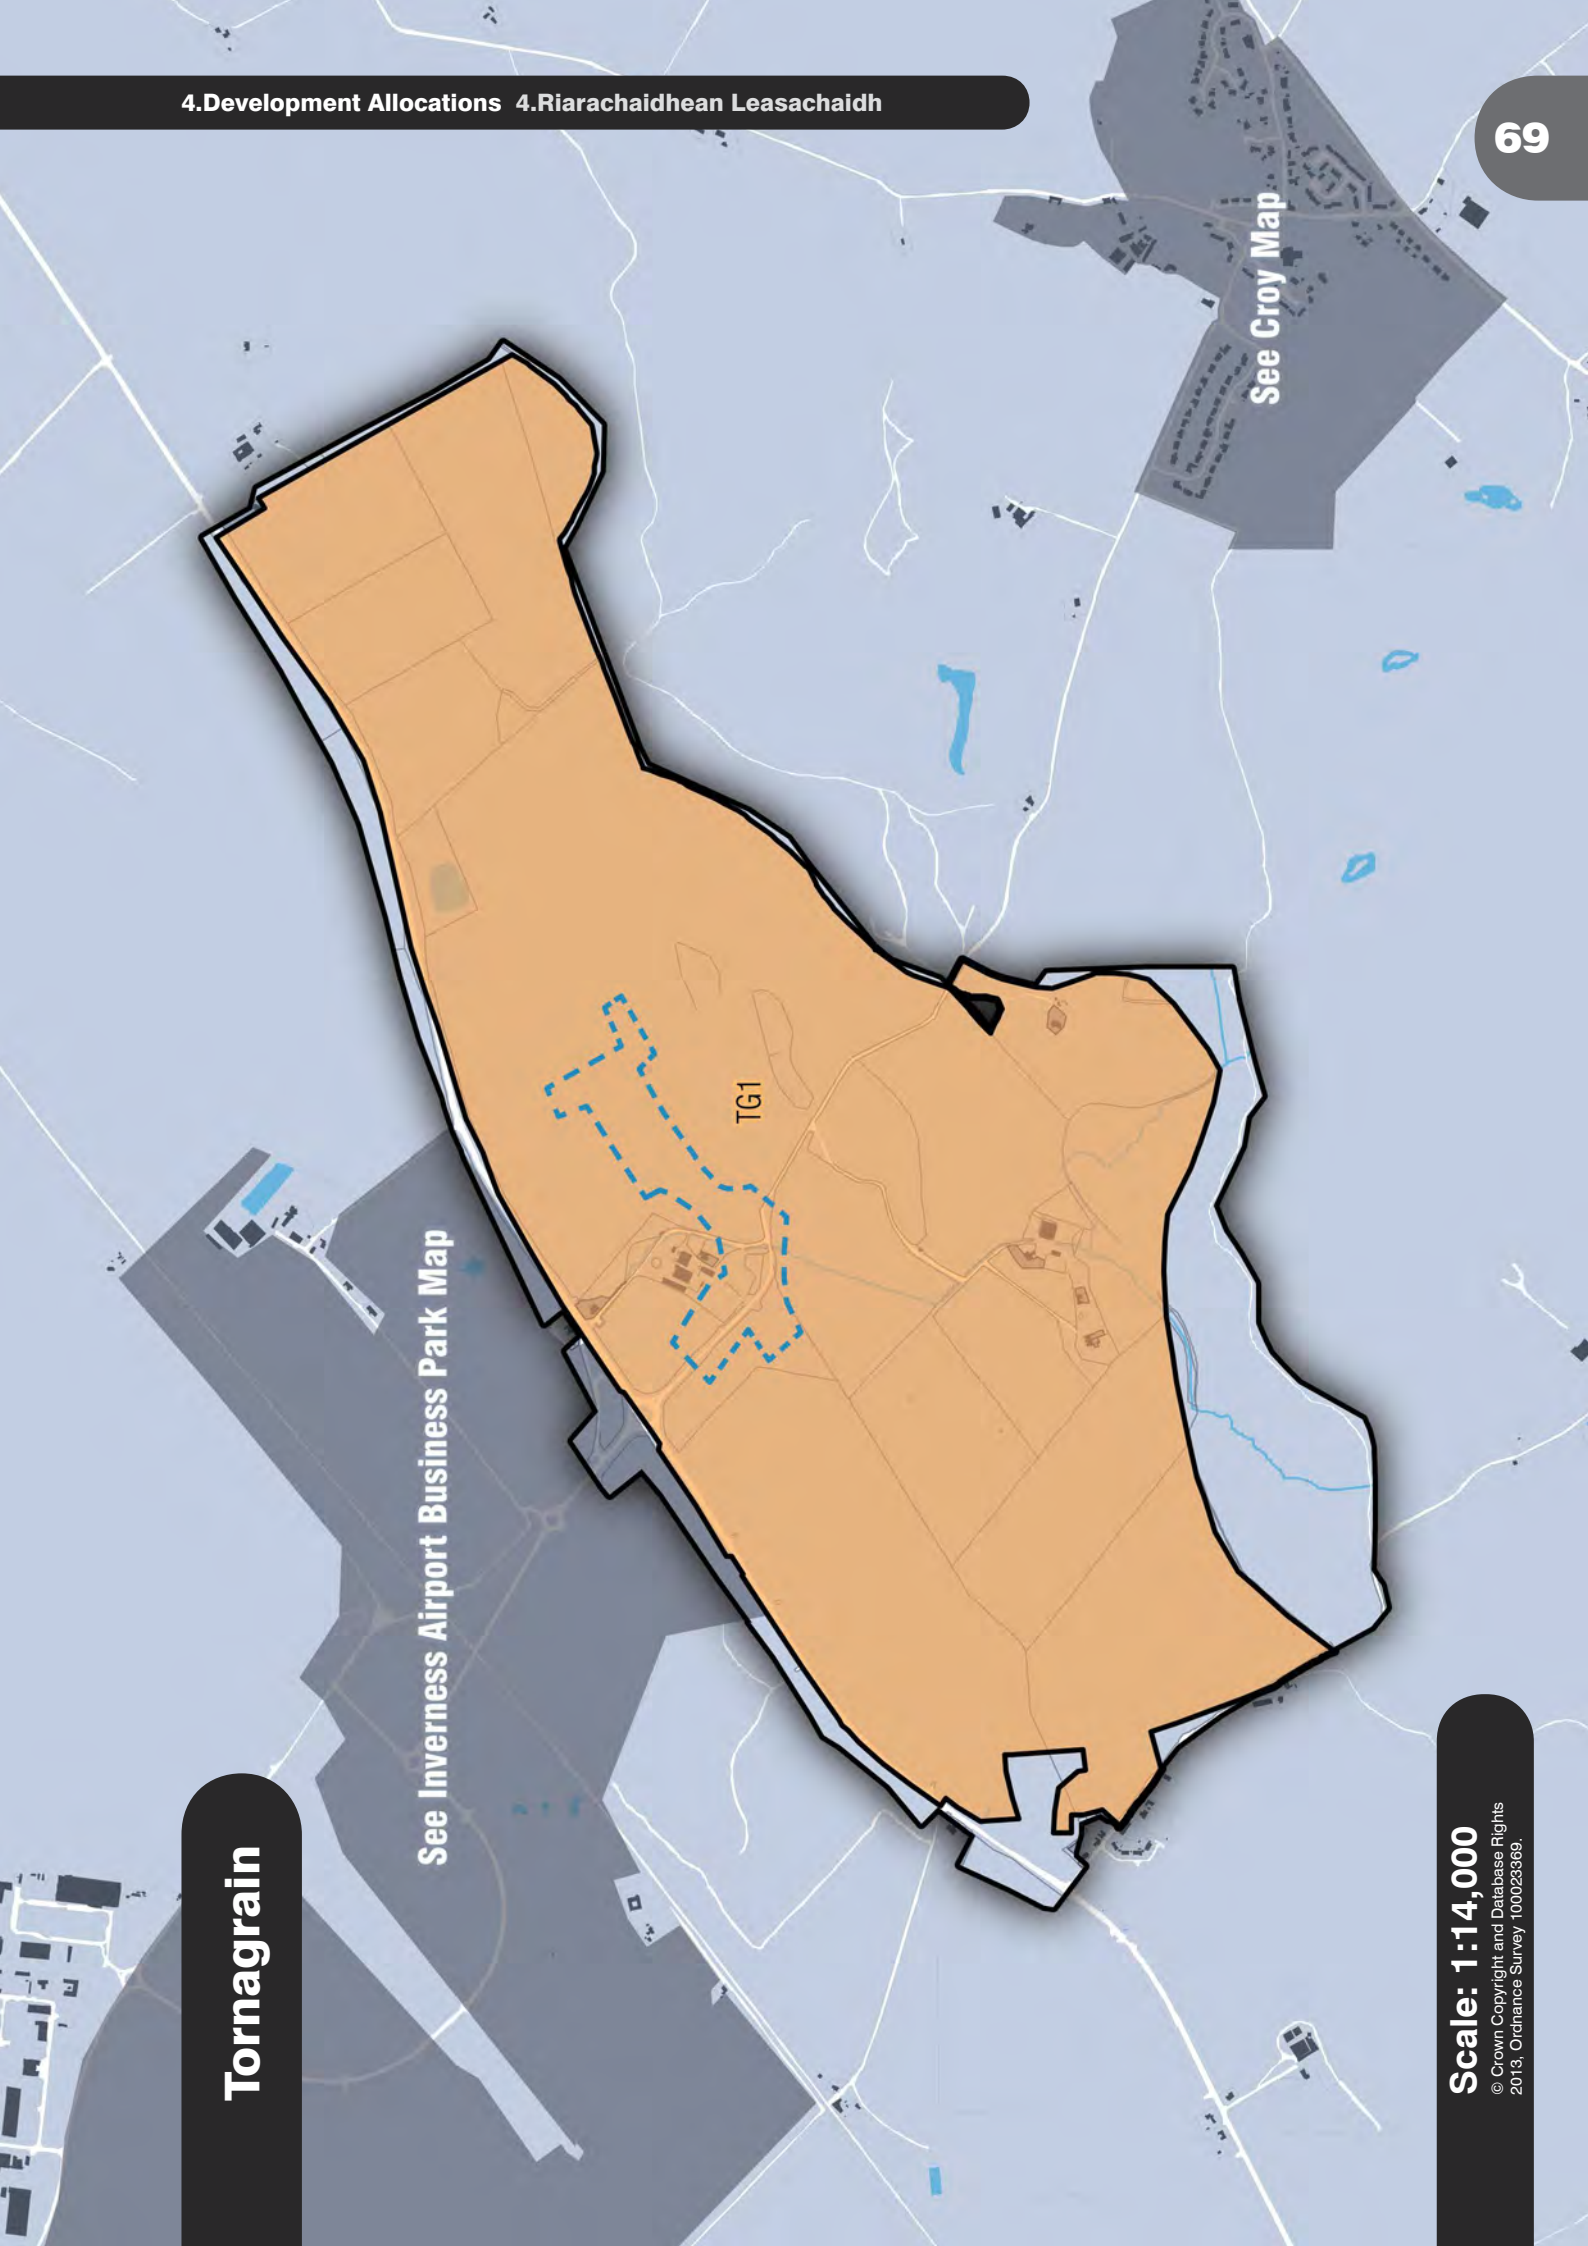 4.Development Allocations 4.Riarachaidhean Leasachaidh
69
Tornagrain
See Inverness Airport Business Park Map
See Croy Map
TG1
Scale: 1:14,000
© Crown Copyright and Database Rights
2013, Ordnance Survey 100023369.